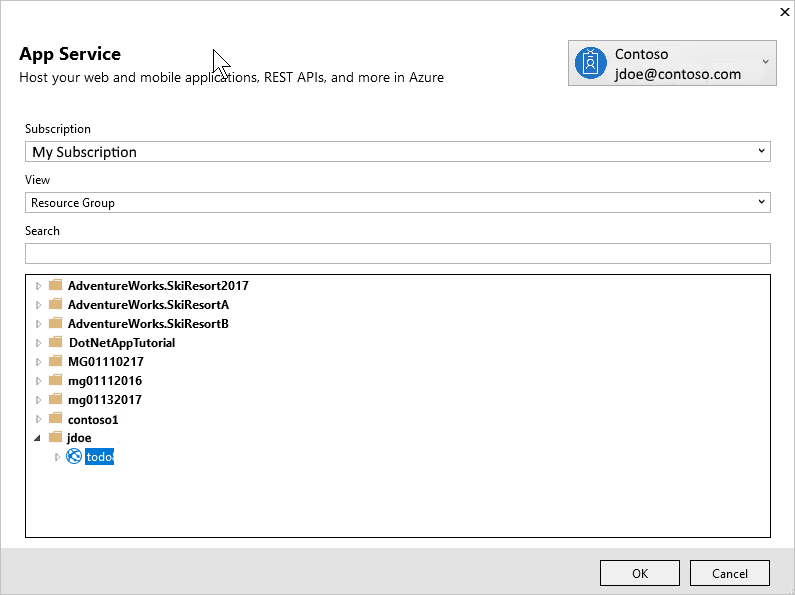 App Service
Host your web and mobile applications, REST APIs, and more in Azure
Contoso
jdoe@contoso.com
Subscription
My Subscription
View
Resource Group
Search
AdventureWorks.SkiResort2017
AdventureWorks.SkiResortA
AdventureWorks.SkiResortB
DotNetAppTutorial
MG01110217
mg01112016
mg01132017
contoso1
jdoe
OK
Cancel